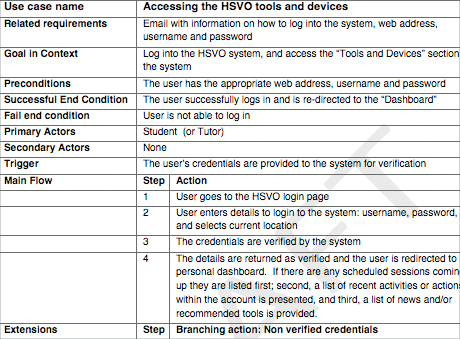 Use case name Accessing the HSVO tools and devices
Related requirements Email with information on how to log into the system, web address,
username and password
Goal in Context Log into the HSVO system, and access the “Tools and Devices” section
the system
Preconditions The user has the appropriate web address, username and password
Successful End Condition The user successfully logs in and is re-directed to the “Dashboard”
Fail end condition User is not able to log in
Primary Actors Student (or Tutor)
Secondary Actors None
Trigger The user's credentials are provided to the system for verification
Main Flow Step Action
1 User goes to the HSVO login page
2 User enters details to login to the system: username, password,
and selects current location
3 The credentials are verified by the system
4 The details are returned as verified and the user is redirected to
personal dashboard. If there are any scheduled sessions comin
up they are listed first; second, a list of recent activities or action
within the account is presented, and third, a list of news and/or
recommended tools is provided.
Extensions Step Branching action: Non verified credentials